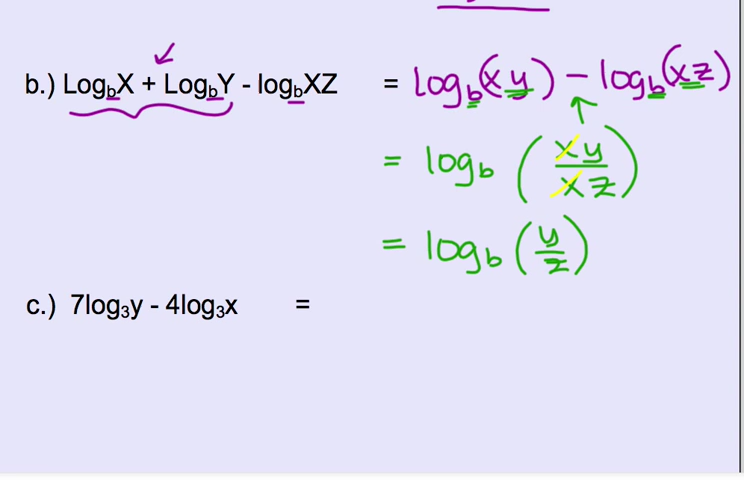 b.) LogbX + LogbY - logbXZ = logb(xy) - logb(xz)
= logb (xy/xz)
= logb (y/z)
c.) 7log3y - 4log3x =